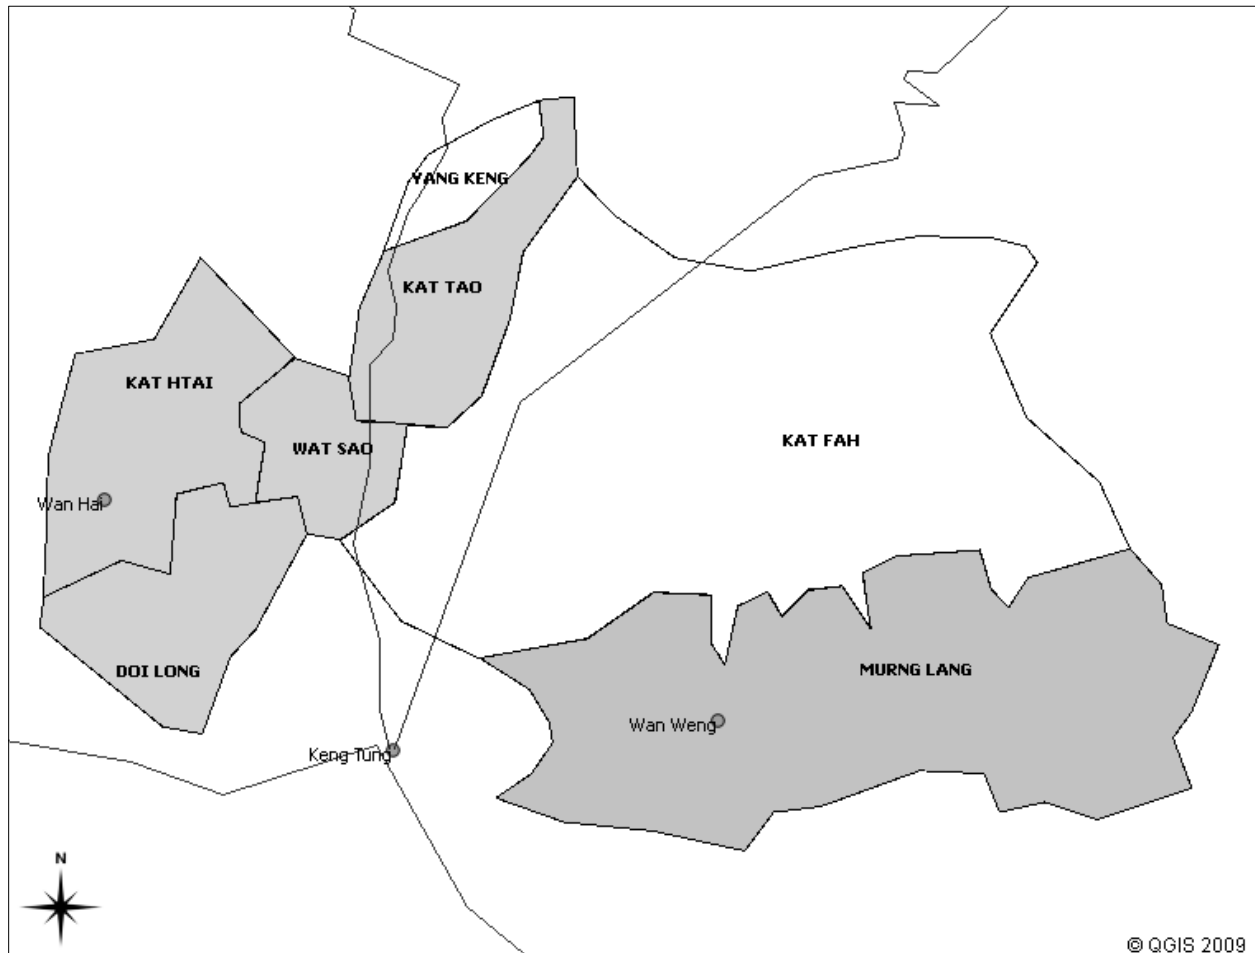 YANG KENG
KAT TAO
KAT HTAI
KAT FAH
WAT SAO
Wan Hai
DOI LONG
MURNG LANG
Wan Weng
Keng Tung
N
© QGIS 2009